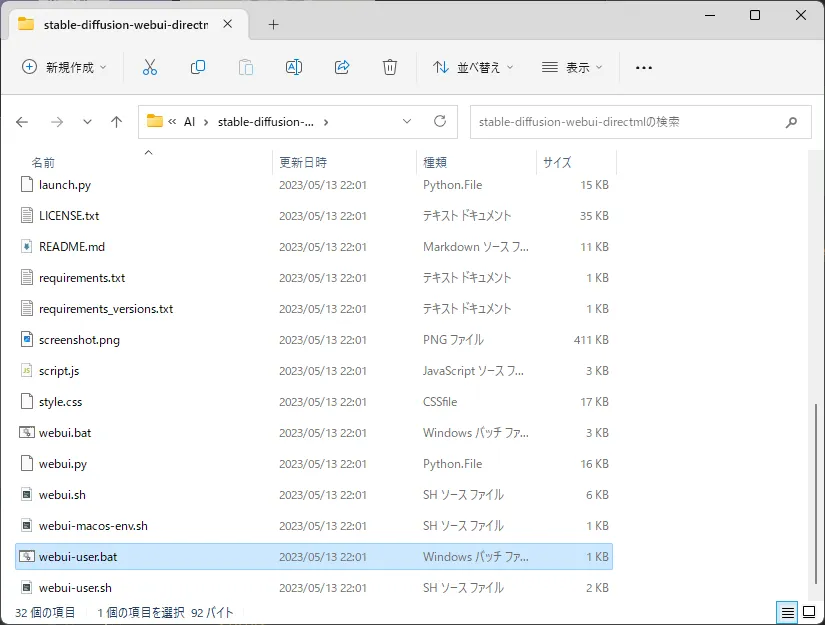 stable-diffusion-webui-directn
新規作成 並べ替え 表示
« AI › stable-diffusion-... › stable-diffusion-webui-directmlの検索
名前 更新日時 種類 サイズ
launch.py 2023/05/13 22:01 Python.File 15 KB
LICENSE.txt 2023/05/13 22:01 テキスト ドキュメント 35 KB
README.md 2023/05/13 22:01 Markdown ソース フ... 11 KB
requirements.txt 2023/05/13 22:01 テキスト ドキュメント 1 KB
requirements_versions.txt 2023/05/13 22:01 テキスト ドキュメント 1 KB
screenshot.png 2023/05/13 22:01 PNG ファイル 411 KB
script.js 2023/05/13 22:01 JavaScript ソース フ... 3 KB
style.css 2023/05/13 22:01 CSSfile 17 KB
webui.bat 2023/05/13 22:01 Windows バッチ ファ... 3 KB
webui.py 2023/05/13 22:01 Python.File 16 KB
webui.sh 2023/05/13 22:01 SH ソース ファイル 6 KB
webui-macos-env.sh 2023/05/13 22:01 SH ソース ファイル 1 KB
webui-user.bat 2023/05/13 22:01 Windows バッチ ファ... 1 KB
webui-user.sh 2023/05/13 22:01 SH ソース ファイル 2 KB
32 個の項目 1 個の項目を選択 92 バイト